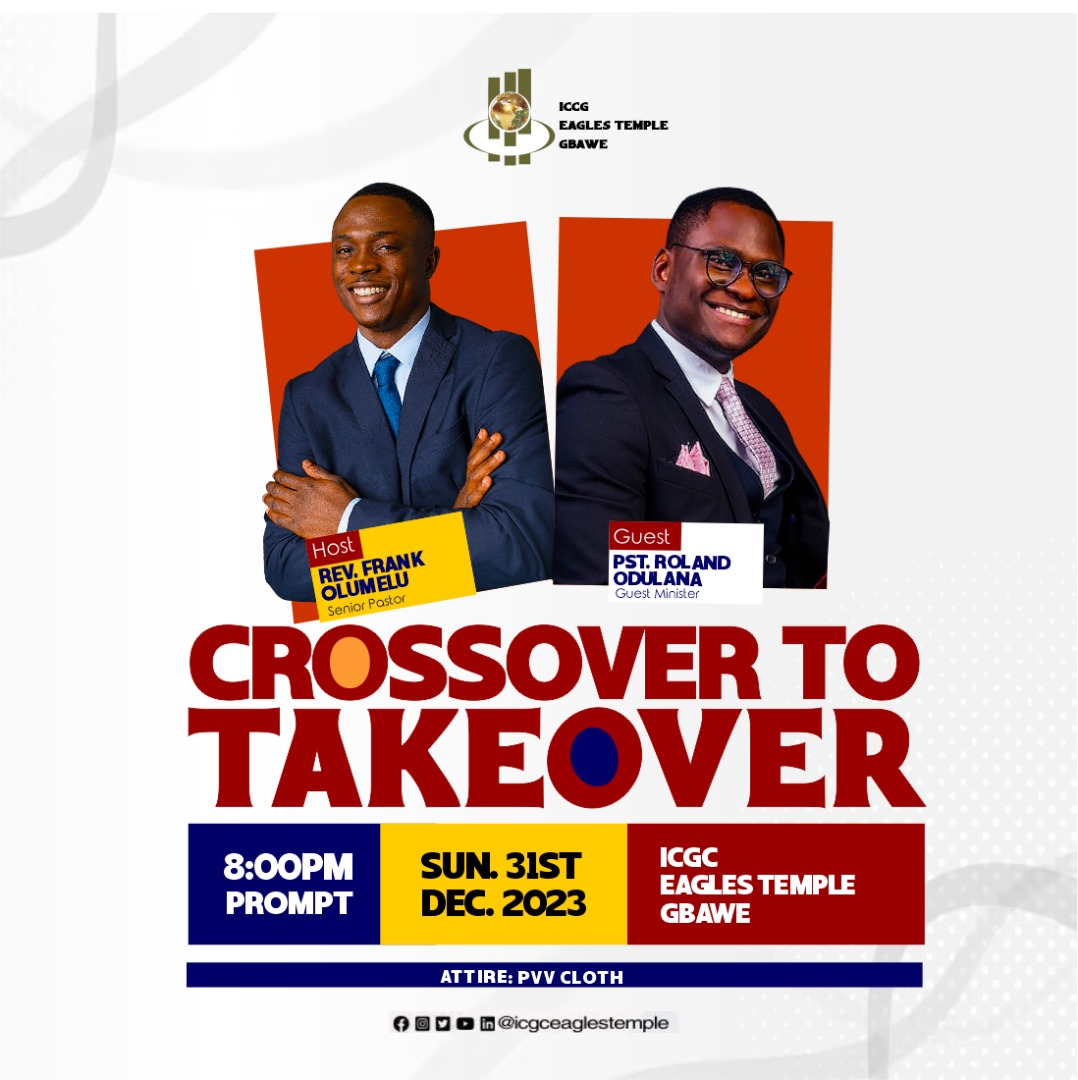 ICCG
EAGLES TEMPLE
GBAWE
Host
REV. FRANK
OLUMELU
Senior Pastor
Guest
PST. ROLAND
ODULANA
Guest Minister
CROSSOVER TO
TAKEOVER
8:00PM
PROMPT
SUN. 31ST
DEC. 2023
ICGC
EAGLES TEMPLE
GBAWE
ATTIRE: PVV CLOTH
@icgceaglestemple